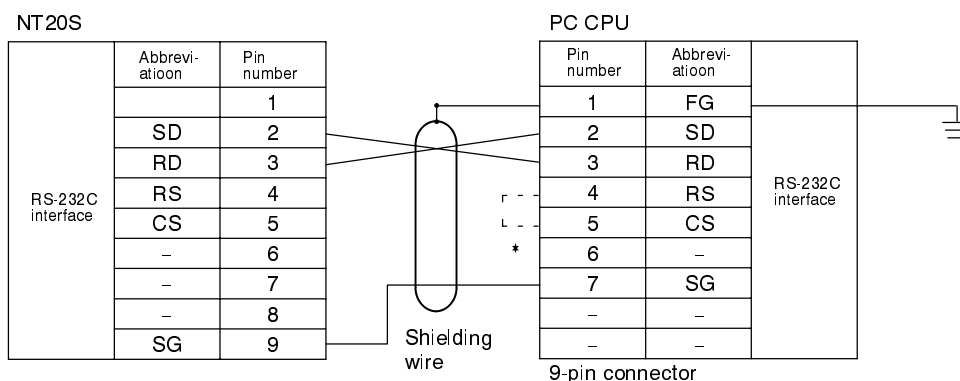 NT20S
PC CPU
Abbrevi-
atioon
Pin
number
Pin
number
Abbrevi-
atioon
1
1 FG
SD 2
2 SD
RD 3
3 RD
RS 4
4 RS
CS 5
5 CS
– 6
6 –
– 7
7 SG
– 8
– –
SG 9
– –
RS-232C
interface
RS-232C
interface
*
Shielding
wire
9-pin connector